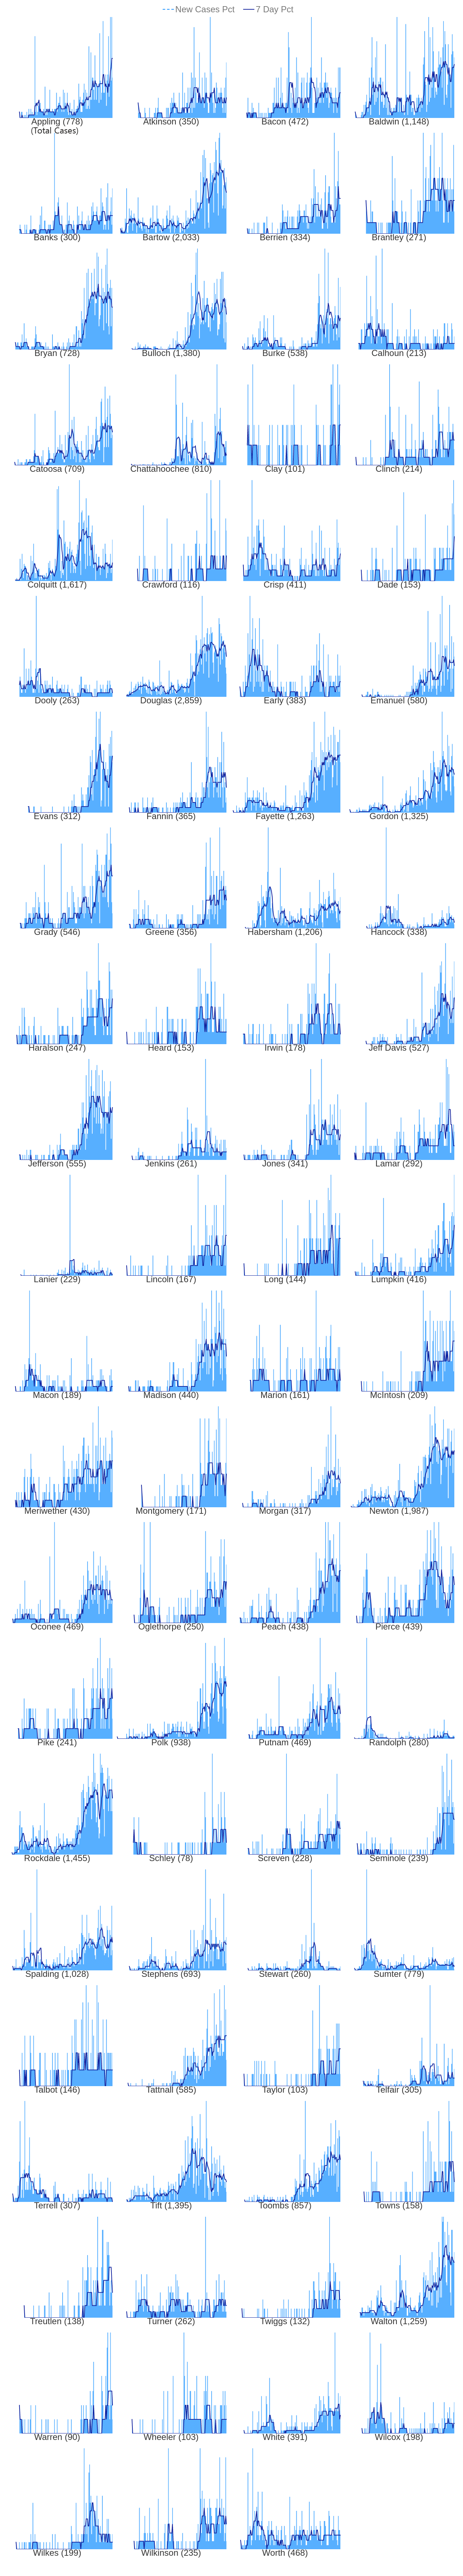 New Cases Pct 7 Day Pct
Appling (778) Atkinson (350) Bacon (472) Baldwin (1,148)
(Total Cases)
Banks (300) Bartow (2,033) Berrien (334) Brantley (271)
Bryan (728) Bulloch (1,380) Burke (538) Calhoun (213)
Catoosa (709) Chattahoochee (810) Clay (101) Clinch (214)
Colquitt (1,617) Crawford (116) Crisp (411) Dade (153)
Dooly (263) Douglas (2,859) Early (383) Emanuel (580)
Evans (312) Fannin (365) Fayette (1,263) Gordon (1,325)
Grady (546) Greene (356) Habersham (1,206) Hancock (338)
Haralson (247) Heard (153) Irwin (178) Jeff Davis (527)
Jefferson (555) Jenkins (261) Jones (341) Lamar (292)
Lanier (229) Lincoln (167) Long (144) Lumpkin (416)
Macon (189) Madison (440) Marion (161) McIntosh (209)
Meriwether (430) Montgomery (171) Morgan (317) Newton (1,987)
Oconee (469) Oglethorpe (250) Peach (438) Pierce (439)
Pike (241) Polk (938) Putnam (469) Randolph (280)
Rockdale (1,455) Schley (78) Screven (228) Seminole (239)
Spalding (1,028) Stephens (693) Stewart (260) Sumter (779)
Talbot (146) Tattnall (585) Taylor (103) Telfair (305)
Terrell (307) Tift (1,395) Toombs (857) Towns (158)
Treutlen (138) Turner (262) Twiggs (132) Walton (1,259)
Warren (90) Wheeler (103) White (391) Wilcox (198)
Wilkes (199) Wilkinson (235) Worth (468)